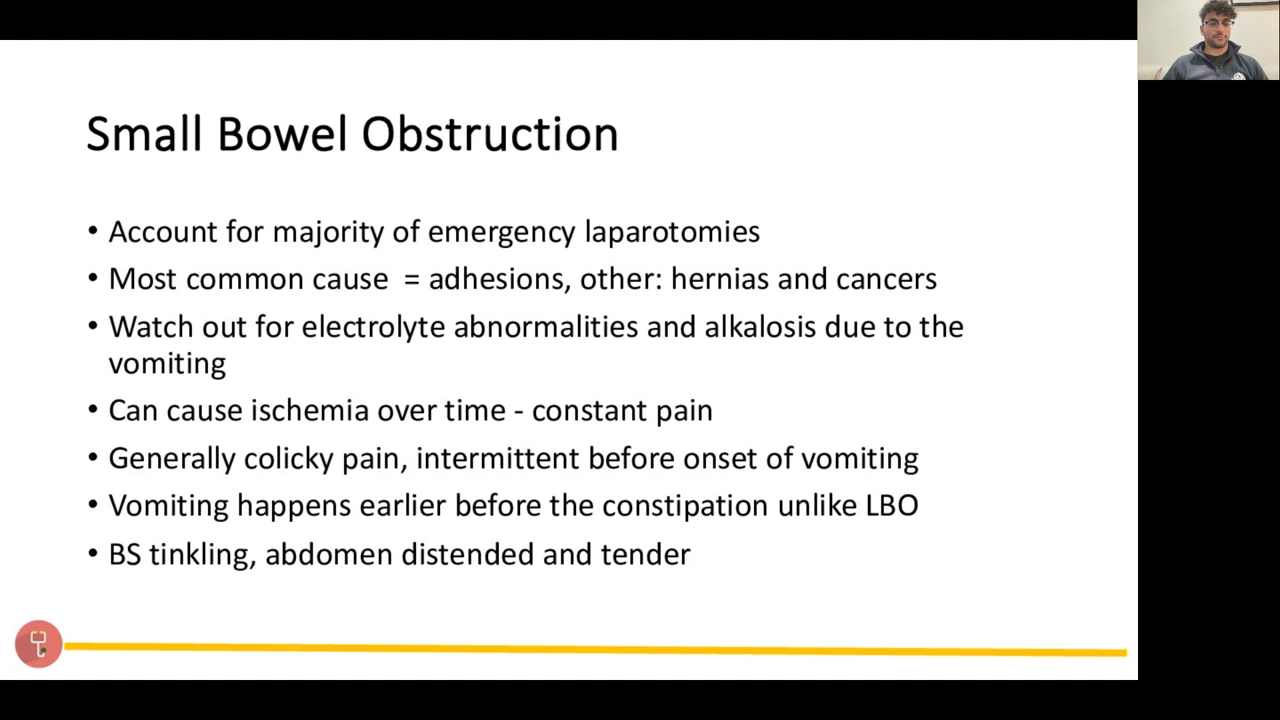 Small Bowel Obstruction
• Account for majority of emergency laparotomies
• Most common cause = adhesions, other: hernias and cancers
• Watch out for electrolyte abnormalities and alkalosis due to the
vomiting
• Can cause ischemia over time - constant pain
• Generally colicky pain, intermittent before onset of vomiting
• Vomiting happens earlier before the constipation unlike LBO
• BS tinkling, abdomen distended and tender